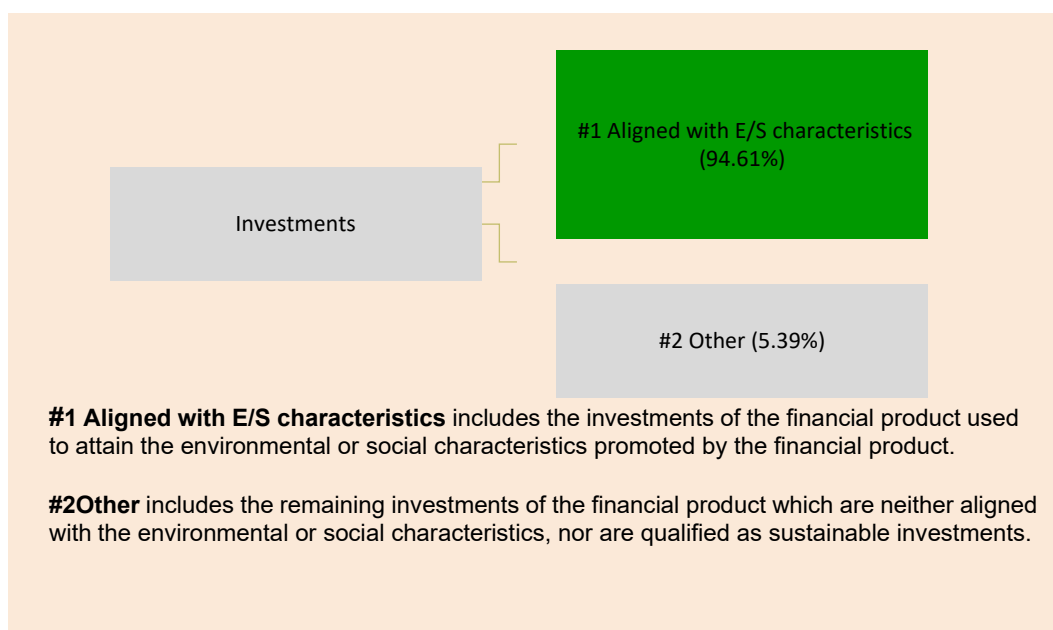 #1 Aligned with E/S characteristics
(94.61%)
Investments
#2 Other (5.39%)
#1 Aligned with E/S characteristics includes the investments of the financial product used
to attain the environmental or social characteristics promoted by the financial product.
#2Other includes the remaining investments of the financial product which are neither aligned
with the environmental or social characteristics, nor are qualified as sustainable investments.